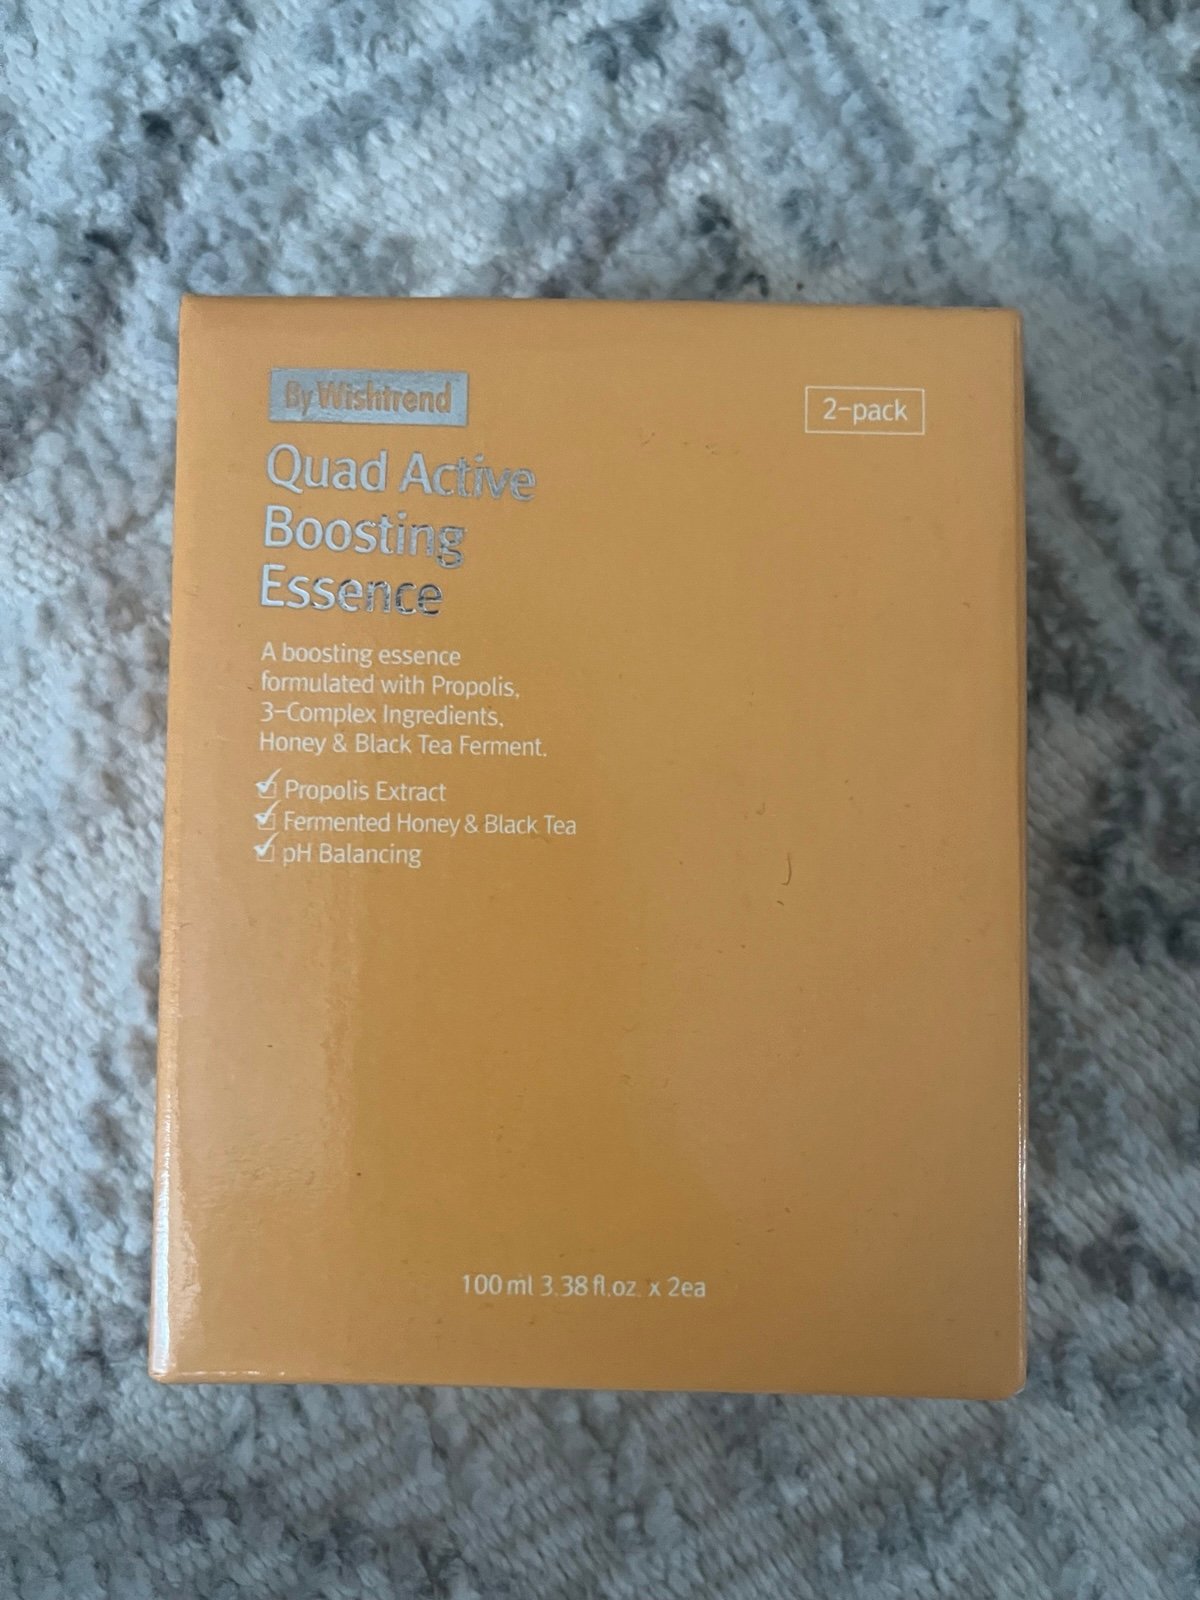 By Wishtrend
2-pack
Quad Active
Boosting
Essence
A boosting essence
formulated with Propolis,
3-Complex Ingredients,
Honey & Black Tea Ferment.
Propolis Extract
Fermented Honey & Black Tea
pH Balancing
100 ml 3.38 fl.oz. x 2ea